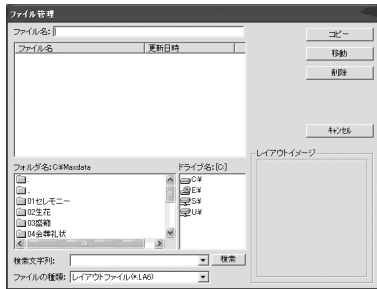 ファイル管理
ファイル名:
コピー
ファイル名 更新日時
移動
削除
キャンセル
レイアウトイメージ
フォルダ名:C:¥Maxdata ドライブ名:[C:]
. C:¥
. E:¥
01セレモニー S:¥
02生花 U:¥
03盛籠
04会葬礼状
検索文字列: 検索
ファイルの種類: レイアウトファイル(*.LA6)